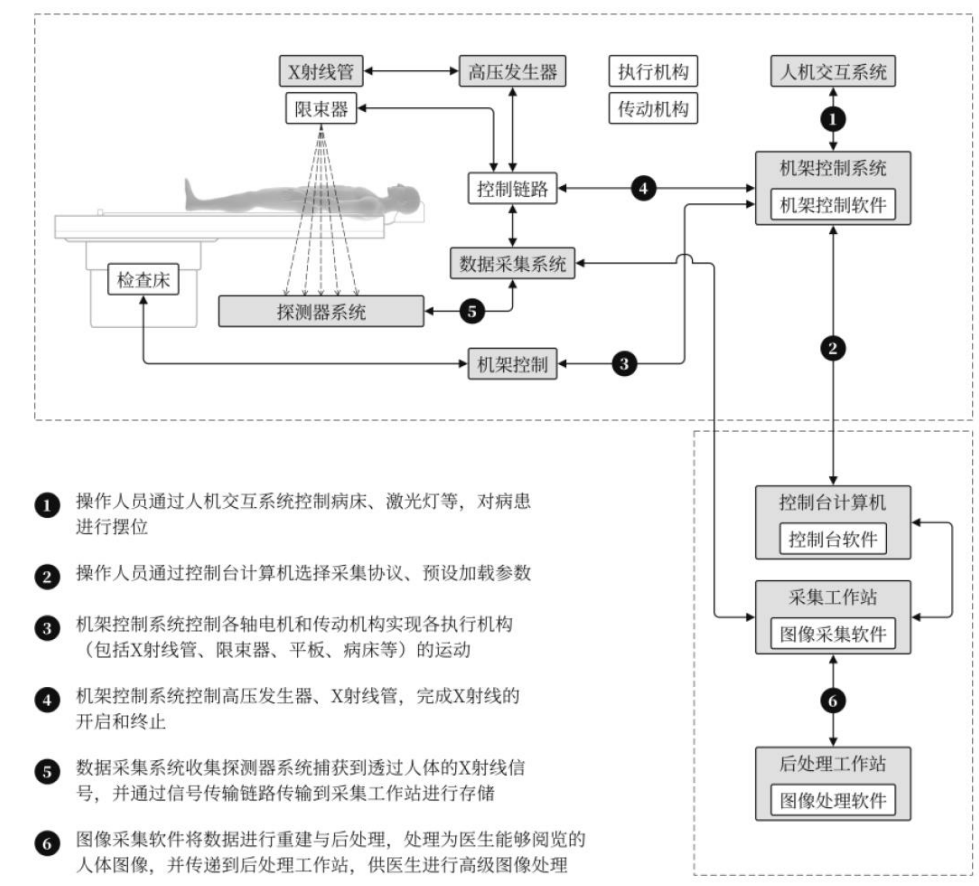 X射线管
高压发生器
执行机构
人机交互系统
限束器
传动机构
1
机架控制系统
控制链路
4
机架控制软件
数据采集系统
检查床
探测器系统
5
2
机架控制
3
控制台计算机
控制台软件
采集工作站
图像采集软件
6
后处理工作站
图像处理软件
1 操作人员通过人机交互系统控制病床、激光灯等，对病患
进行摆位
2 操作人员通过控制台计算机选择采集协议、预设加载参数
3 机架控制系统控制各轴电机和传动机构实现各执行机构
（包括X射线管、限束器、平板、病床等）的运动
4 机架控制系统控制高压发生器、X射线管，完成X射线的
开启和终止
5 数据采集系统收集探测器系统捕获到透过人体的X射线信
号，并通过信号传输链路传输到采集工作站进行存储
6 图像采集软件将数据进行重建与后处理，处理为医生能够阅览的
人体图像，并传递到后处理工作站，供医生进行高级图像处理